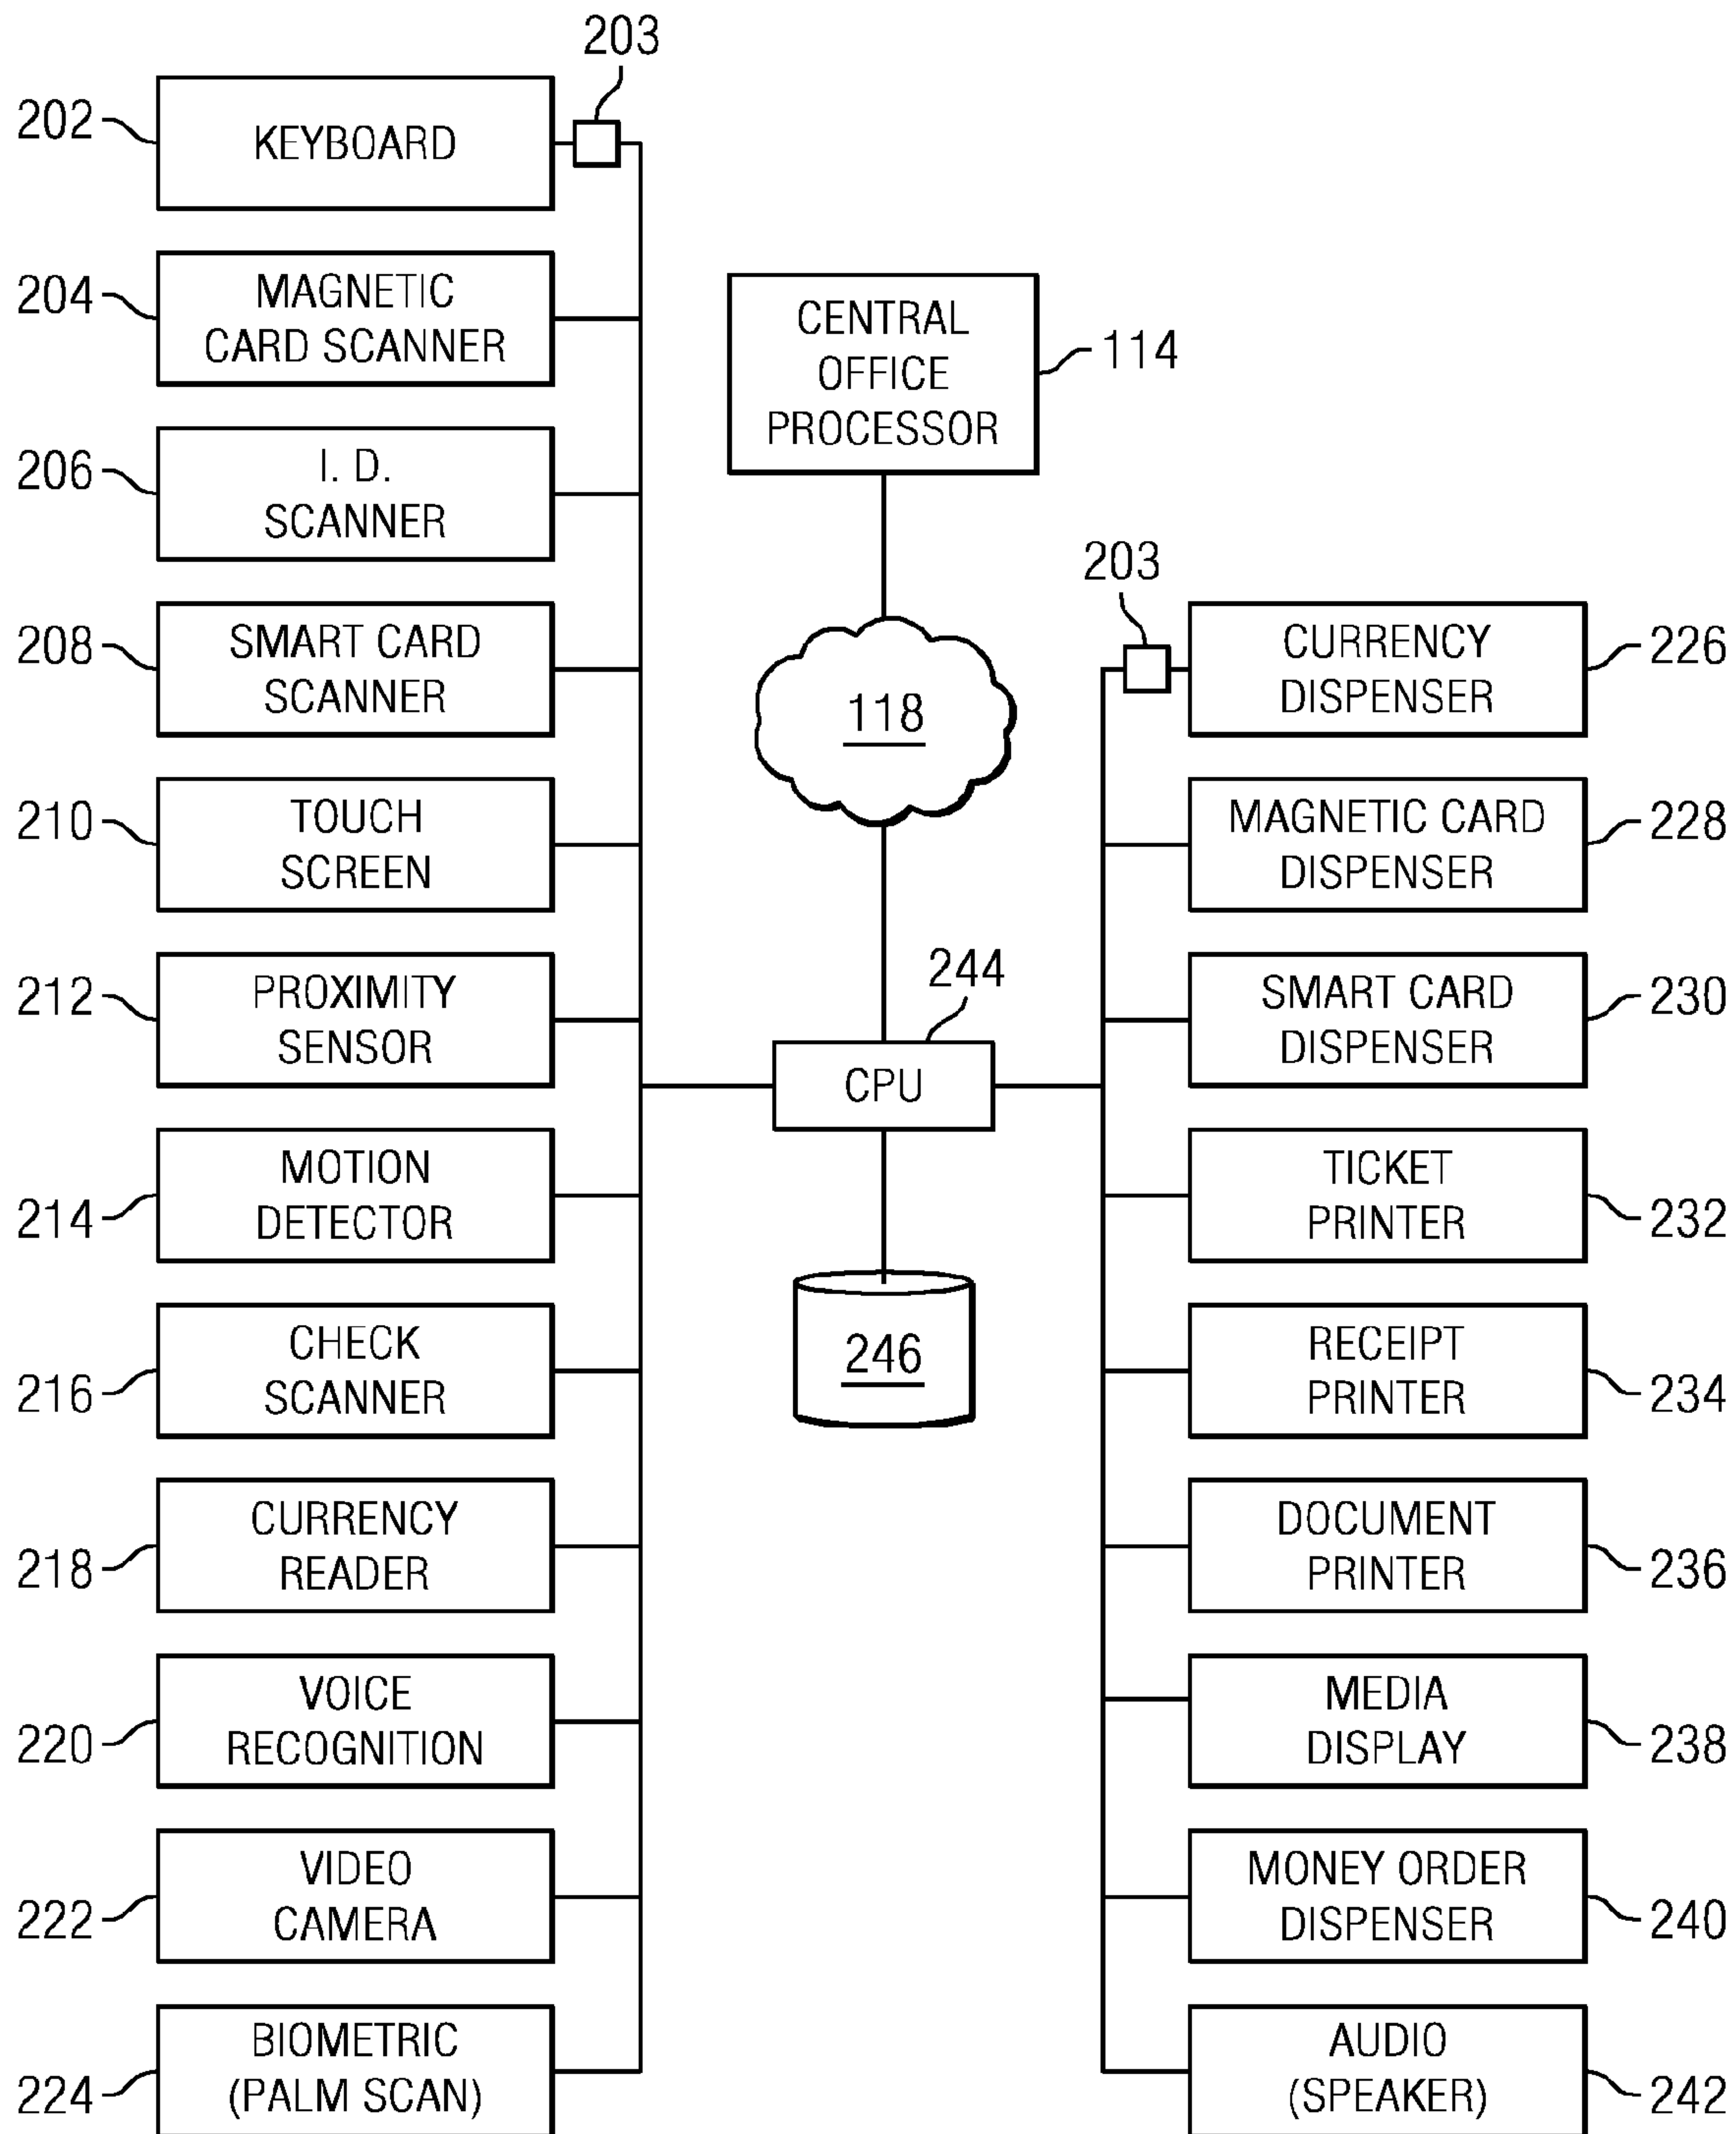 203
202
KEYBOARD
204
MAGNETIC
CARD SCANNER
206
I. D.
SCANNER
208
SMART CARD
SCANNER
210
TOUCH
SCREEN
212
PROXIMITY
SENSOR
214
MOTION
DETECTOR
216
CHECK
SCANNER
218
CURRENCY
READER
220
VOICE
RECOGNITION
222
VIDEO
CAMERA
224
BIOMETRIC
(PALM SCAN)
CENTRAL
OFFICE
PROCESSOR
114
118
244
CPU
246
203
CURRENCY
DISPENSER
226
MAGNETIC CARD
DISPENSER
228
SMART CARD
DISPENSER
230
TICKET
PRINTER
232
RECEIPT
PRINTER
234
DOCUMENT
PRINTER
236
MEDIA
DISPLAY
238
MONEY ORDER
DISPENSER
240
AUDIO
(SPEAKER)
242